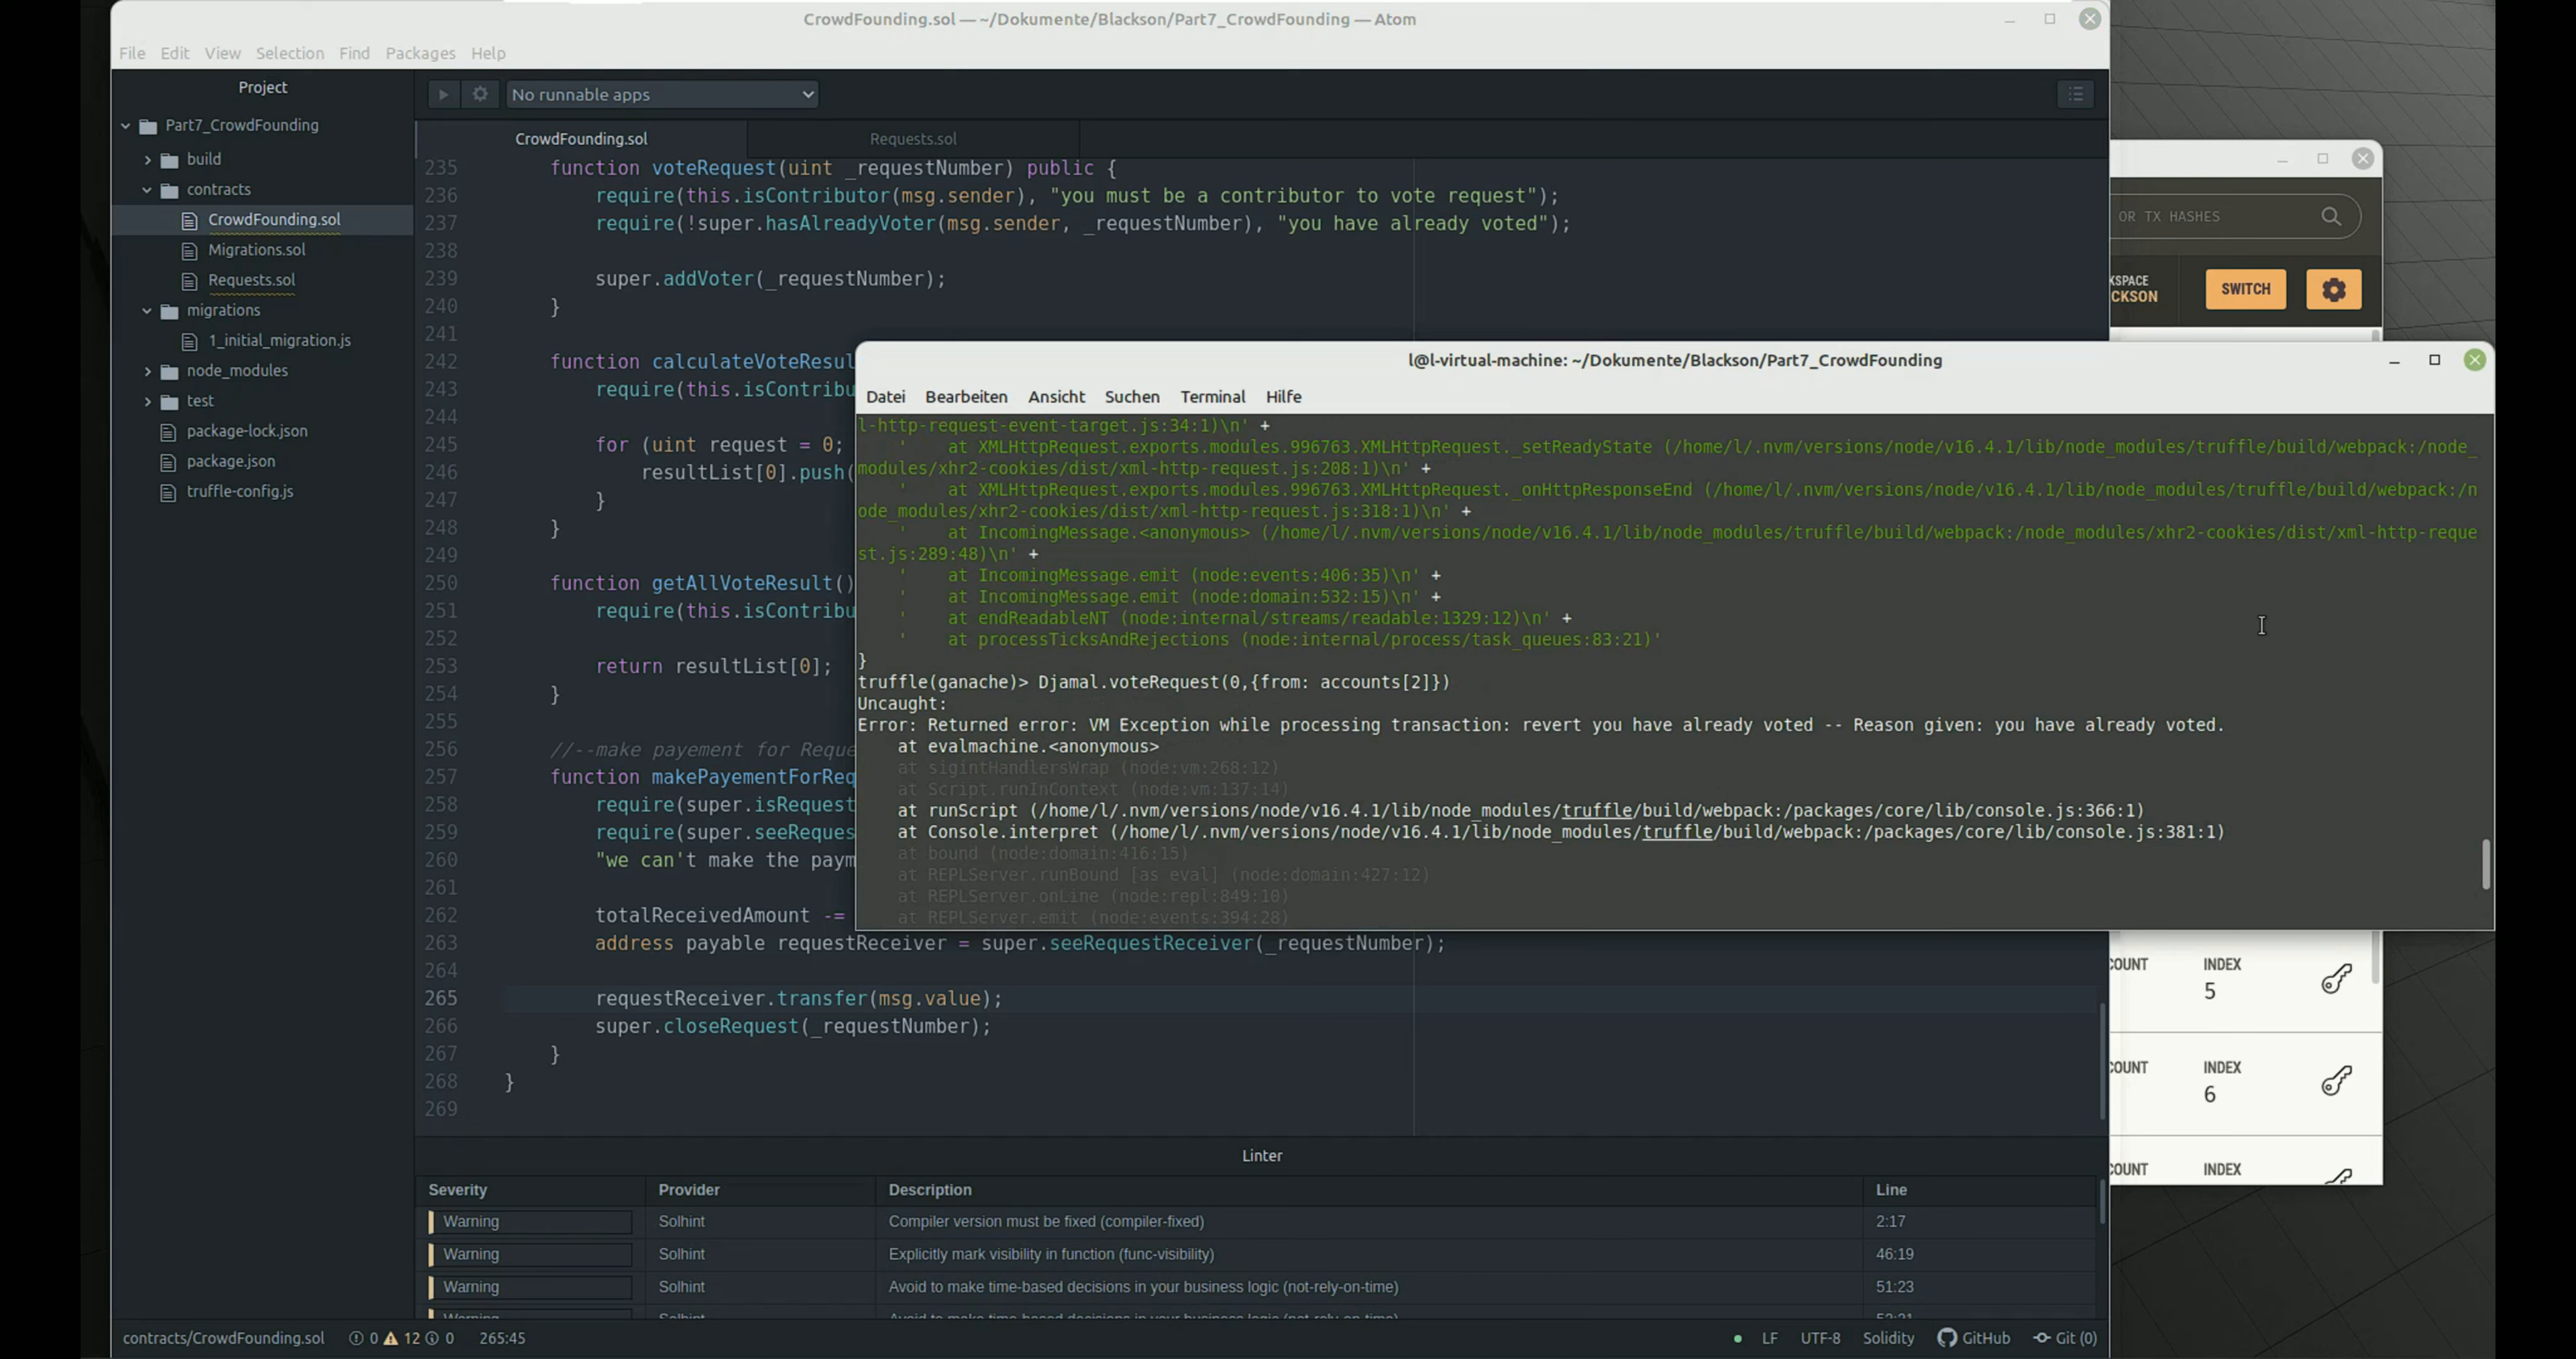 CrowdFounding.sol — ~/Dokumente/Blackson/Part7_CrowdFounding — Atom
File Edit View Selection Find Packages Help
Project
Part7_CrowdFounding
build
contracts
CrowdFounding.sol
Migrations.sol
Requests.sol
migrations
1_initial_migration.js
node_modules
test
package-lock.json
package.json
truffle-config.js
No runnable apps
CrowdFounding.sol Requests.sol
235 function voteRequest(uint _requestNumber) public {
236 require(this.isContributor(msg.sender), "you must be a contributor to vote request");
237 require(!super.hasAlreadyVoter(msg.sender, _requestNumber), "you have already voted");
238
239 super.addVoter(_requestNumber);
240 }
241
242 function calculateVoteResul
243 require(this.isContribu
244
245 for (uint request = 0;
246 resultList[0].push(
247 }
248 }
249
250 function getAllVoteResult()
251 require(this.isContribu
252
253 return resultList[0];
254 }
255
256 //--make payement for Reque
257 function makePayementForReq
258 require(super.isRequest
259 require(super.seeReques
260 "we can't make the paym
261
262 totalReceivedAmount -=
263 address payable requestReceiver = super.seeRequestReceiver(_requestNumber);
264
265 requestReceiver.transfer(msg.value);
266 super.closeRequest(_requestNumber);
267 }
268 }
269
Linter
Severity Provider Description Line
Warning Solhint Compiler version must be fixed (compiler-fixed) 2:17
Warning Solhint Explicitly mark visibility in function (func-visibility) 46:19
Warning Solhint Avoid to make time-based decisions in your business logic (not-rely-on-time) 51:23
contracts/CrowdFounding.sol 0 12 0 265:45 LF UTF-8 Solidity GitHub Git (0)
l@l-virtual-machine: ~/Dokumente/Blackson/Part7_CrowdFounding
Datei Bearbeiten Ansicht Suchen Terminal Hilfe
l-http-request-event-target.js:34:1)\n' +
' at XMLHttpRequest.exports.modules.996763.XMLHttpRequest._setReadyState (/home/l/.nvm/versions/node/v16.4.1/lib/node_modules/truffle/build/webpack:/node_
modules/xhr2-cookies/dist/xml-http-request.js:208:1)\n' +
' at XMLHttpRequest.exports.modules.996763.XMLHttpRequest._onHttpResponseEnd (/home/l/.nvm/versions/node/v16.4.1/lib/node_modules/truffle/build/webpack:/n
ode_modules/xhr2-cookies/dist/xml-http-request.js:318:1)\n' +
' at IncomingMessage.<anonymous> (/home/l/.nvm/versions/node/v16.4.1/lib/node_modules/truffle/build/webpack:/node_modules/xhr2-cookies/dist/xml-http-reque
st.js:289:48)\n' +
' at IncomingMessage.emit (node:events:406:35)\n' +
' at IncomingMessage.emit (node:domain:532:15)\n' +
' at endReadableNT (node:internal/streams/readable:1329:12)\n' +
' at processTicksAndRejections (node:internal/process/task_queues:83:21)'
}
truffle(ganache)> Djamal.voteRequest(0,{from: accounts[2]})
Uncaught:
Error: Returned error: VM Exception while processing transaction: revert you have already voted -- Reason given: you have already voted.
at evalmachine.<anonymous>
at sigintHandlersWrap (node:vm:268:12)
at Script.runInContext (node:vm:137:14)
at runScript (/home/l/.nvm/versions/node/v16.4.1/lib/node_modules/truffle/build/webpack:/packages/core/lib/console.js:366:1)
at Console.interpret (/home/l/.nvm/versions/node/v16.4.1/lib/node_modules/truffle/build/webpack:/packages/core/lib/console.js:381:1)
at bound (node:domain:416:15)
at REPLServer.runBound [as eval] (node:domain:427:12)
at REPLServer.onLine (node:repl:849:10)
at REPLServer.emit (node:events:394:28)
OR TX HASHES
KSPACE
CKSON
SWITCH
OUNT INDEX
5
OUNT INDEX
6
OUNT INDEX